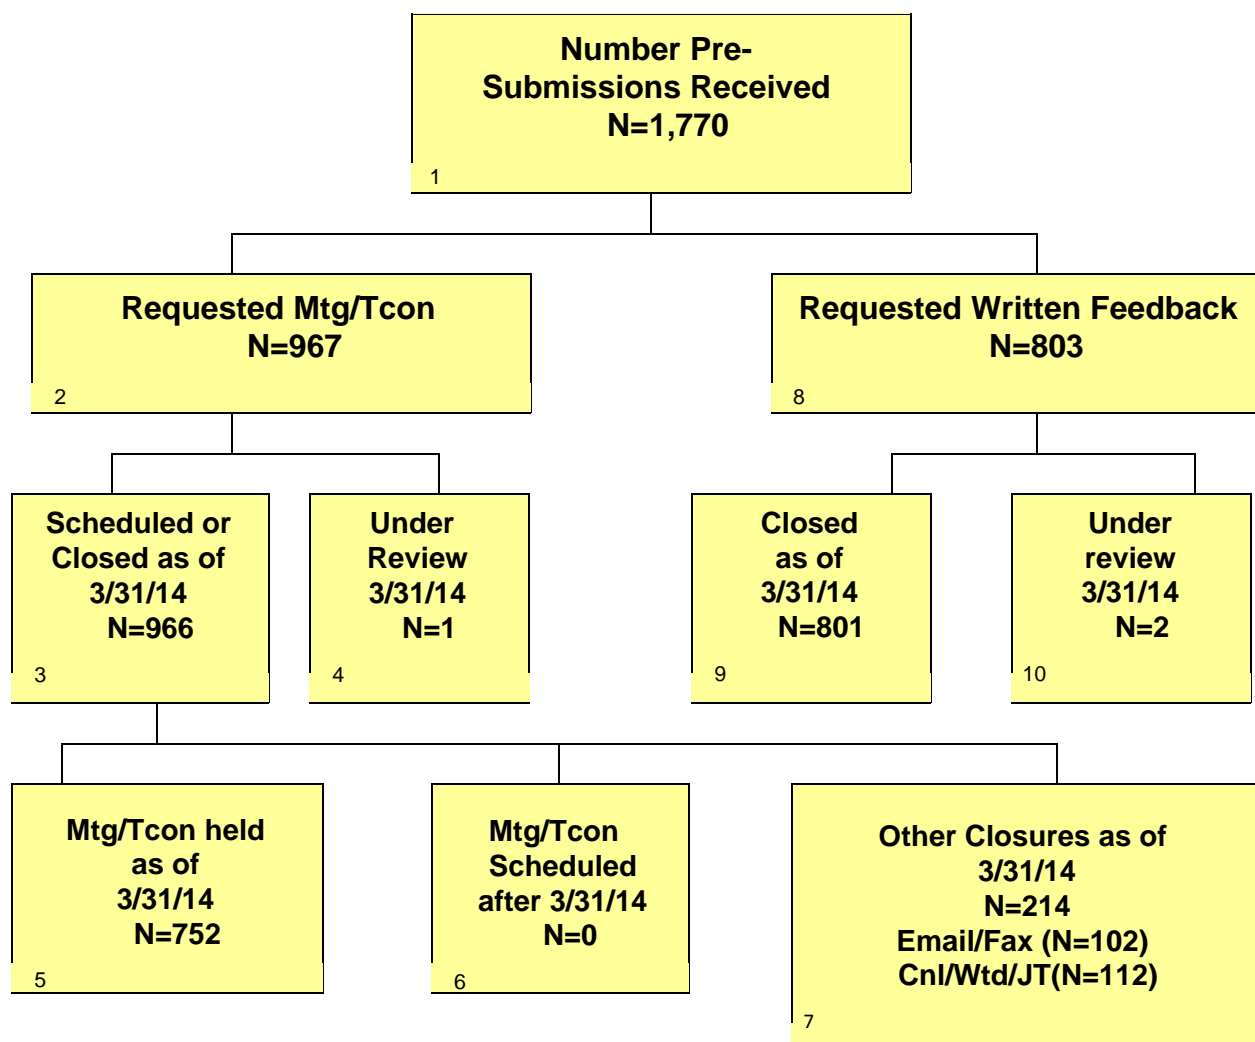 Number Pre-
Submissions Received
N=1,770
1
Requested Mtg/Tcon
N=967
2
Requested Written Feedback
N=803
8
Scheduled or
Closed as of
3/31/14
N=966
3
Under
Review
3/31/14
N=1
4
Closed
as of
3/31/14
N=801
9
Under
review
3/31/14
N=2
10
Mtg/Tcon held
as of
3/31/14
N=752
5
Mtg/Tcon
Scheduled
after 3/31/14
N=0
6
Other Closures as of
3/31/14
N=214
Email/Fax (N=102)
Cnl/Wtd/JT(N=112)
7